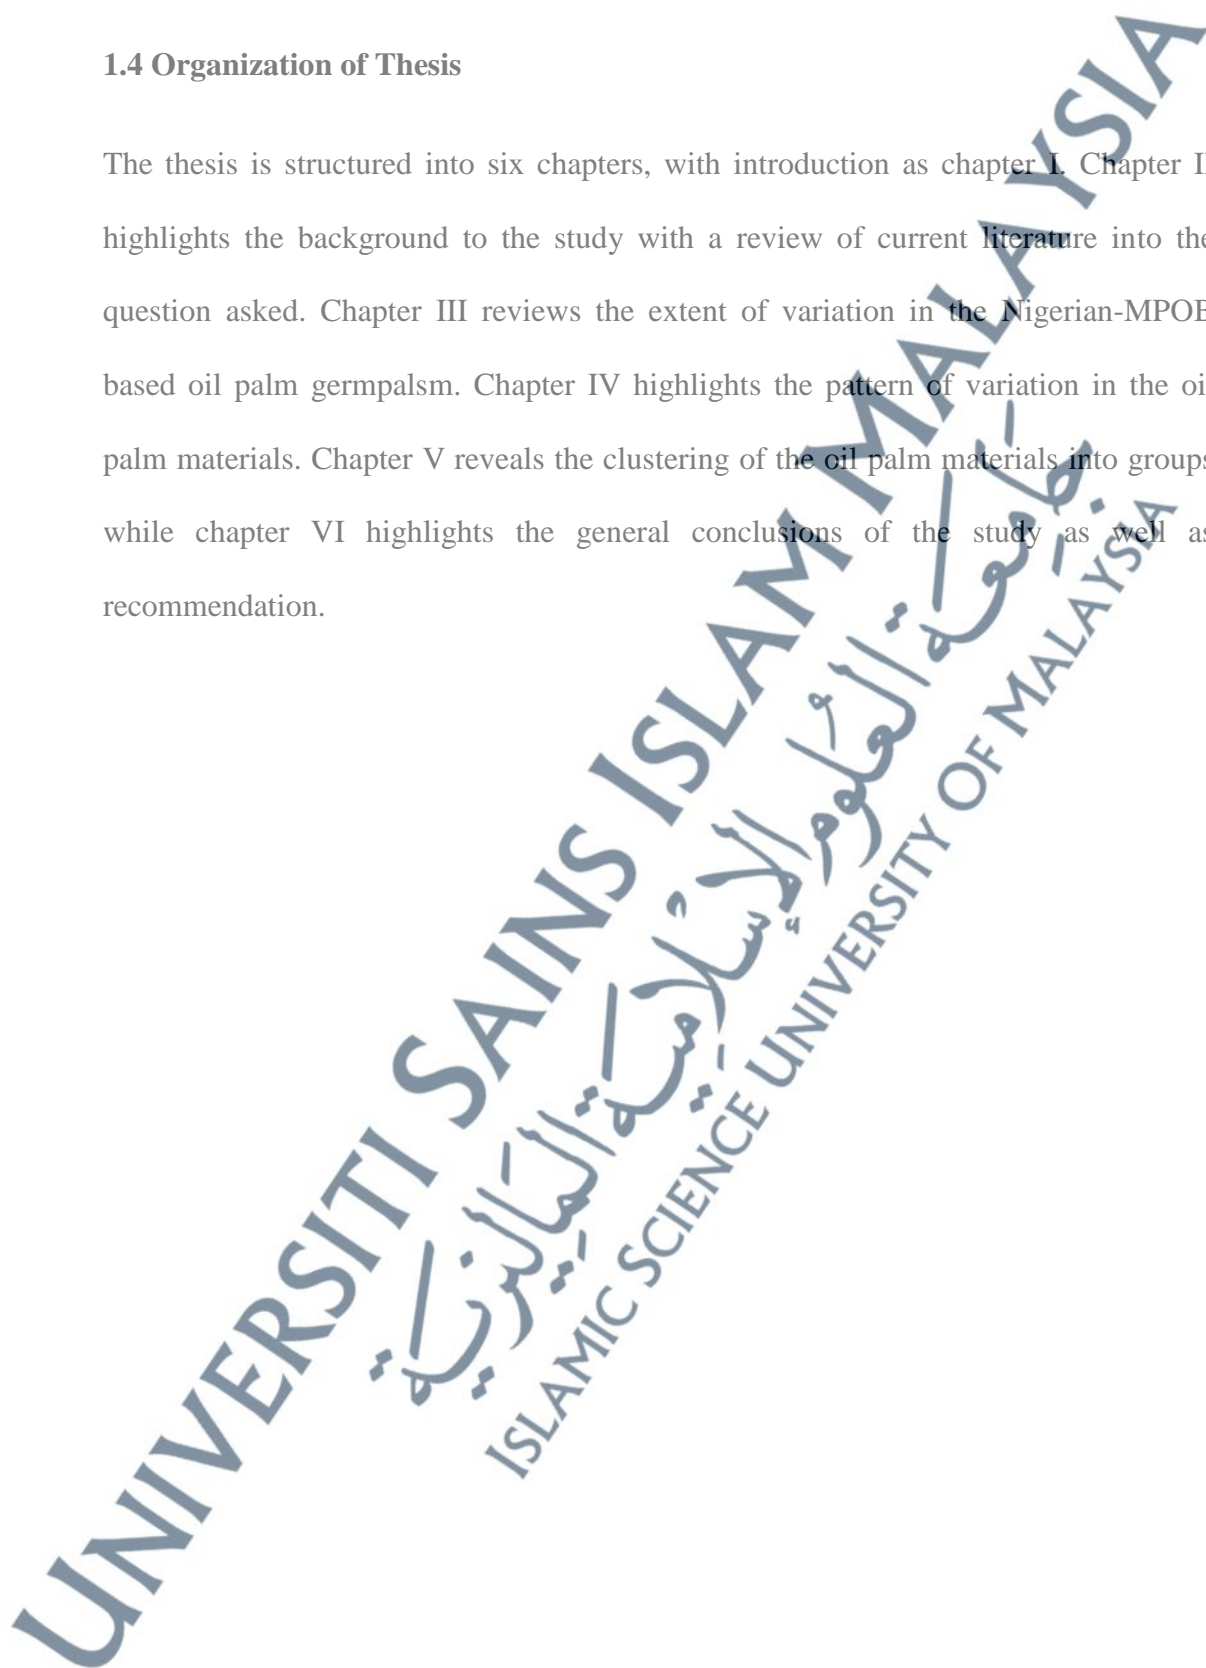 1.4 Organization of Thesis
The thesis is structured into six chapters, with introduction as chapter I. Chapter II
highlights the background to the study with a review of current literature into the
question asked. Chapter III reviews the extent of variation in the Nigerian-MPOB
based oil palm germpalsm. Chapter IV highlights the pattern of variation in the oil
palm materials. Chapter V reveals the clustering of the oil palm materials into groups
while chapter VI highlights the general conclusions of the study as well as
recommendation.
UNIVERSITI SAINS ISLAM MALAYSIA
جامعة العلوم الإسلامية الماليزية
ISLAMIC SCIENCE UNIVERSITY OF MALAYSIA